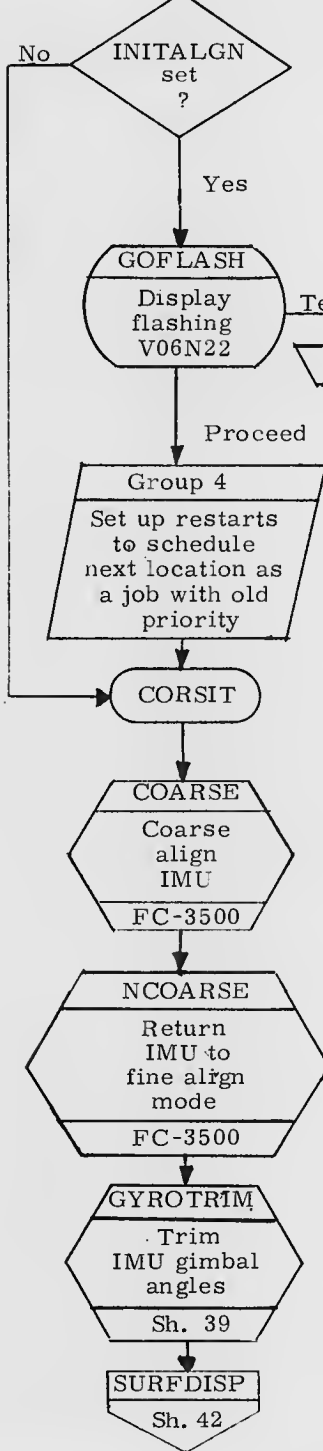 No
INITALGN
set
?
Yes
GOFLASH
Display
flashing
V06N22
Te
Proceed
Group 4
Set up restarts
to schedule
next location as
a job with old
priority
CORSIT
COARSE
Coarse
align
IMU
FC-3500
NCOARSE
Return
IMU to
fine align
mode
FC-3500
GYROTRIM
Trim
IMU gimbal
angles
Sh. 39
SURFDISP
Sh. 42